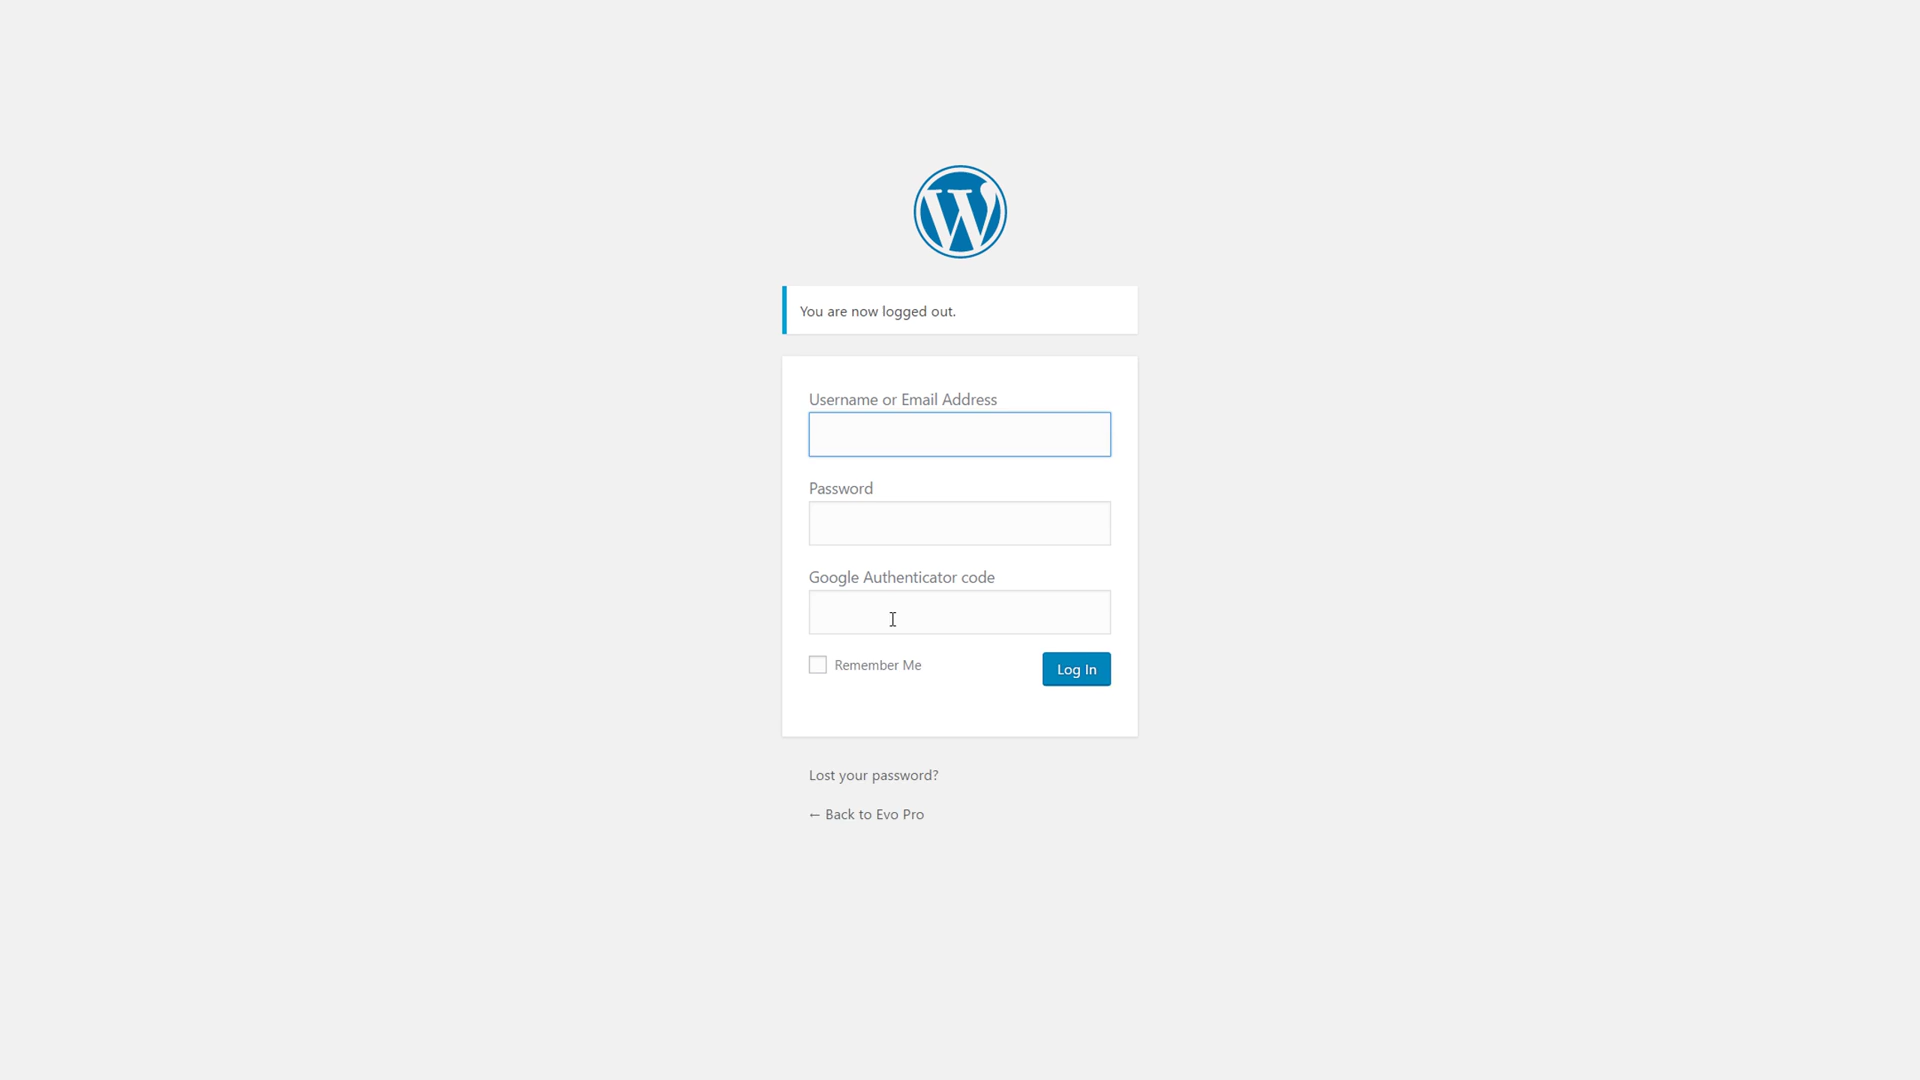 You are now logged out.
Username or Email Address
Password
Google Authenticator code
Remember Me
Log In
Lost your password?
← Back to Evo Pro